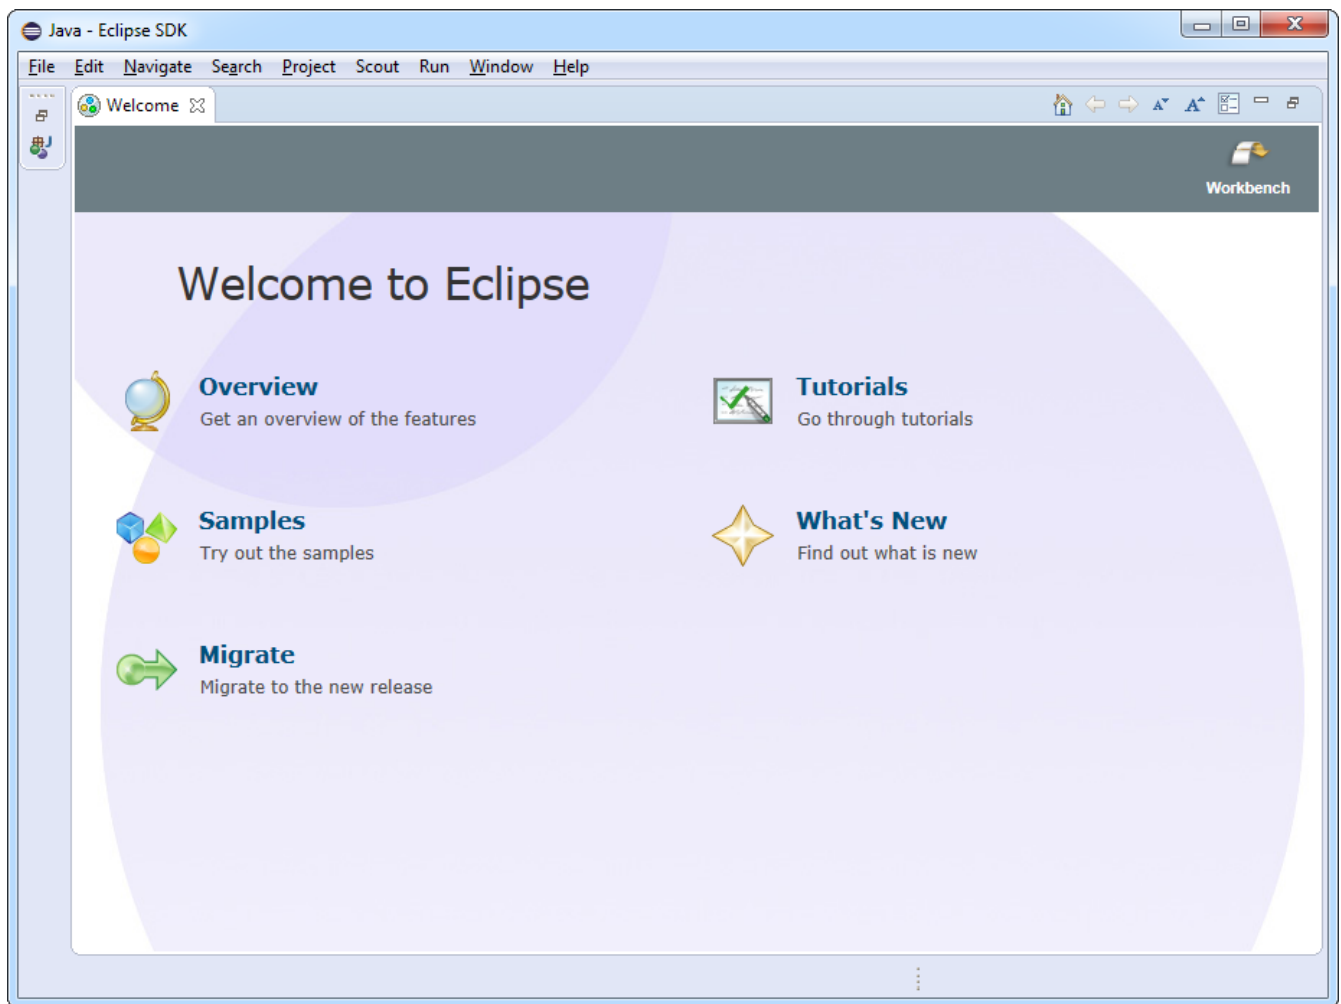 Java - Eclipse SDK
File Edit Navigate Search Project Scout Run Window Help
Welcome
Workbench
Welcome to Eclipse
Overview
Get an overview of the features
Tutorials
Go through tutorials
Samples
Try out the samples
What's New
Find out what is new
Migrate
Migrate to the new release